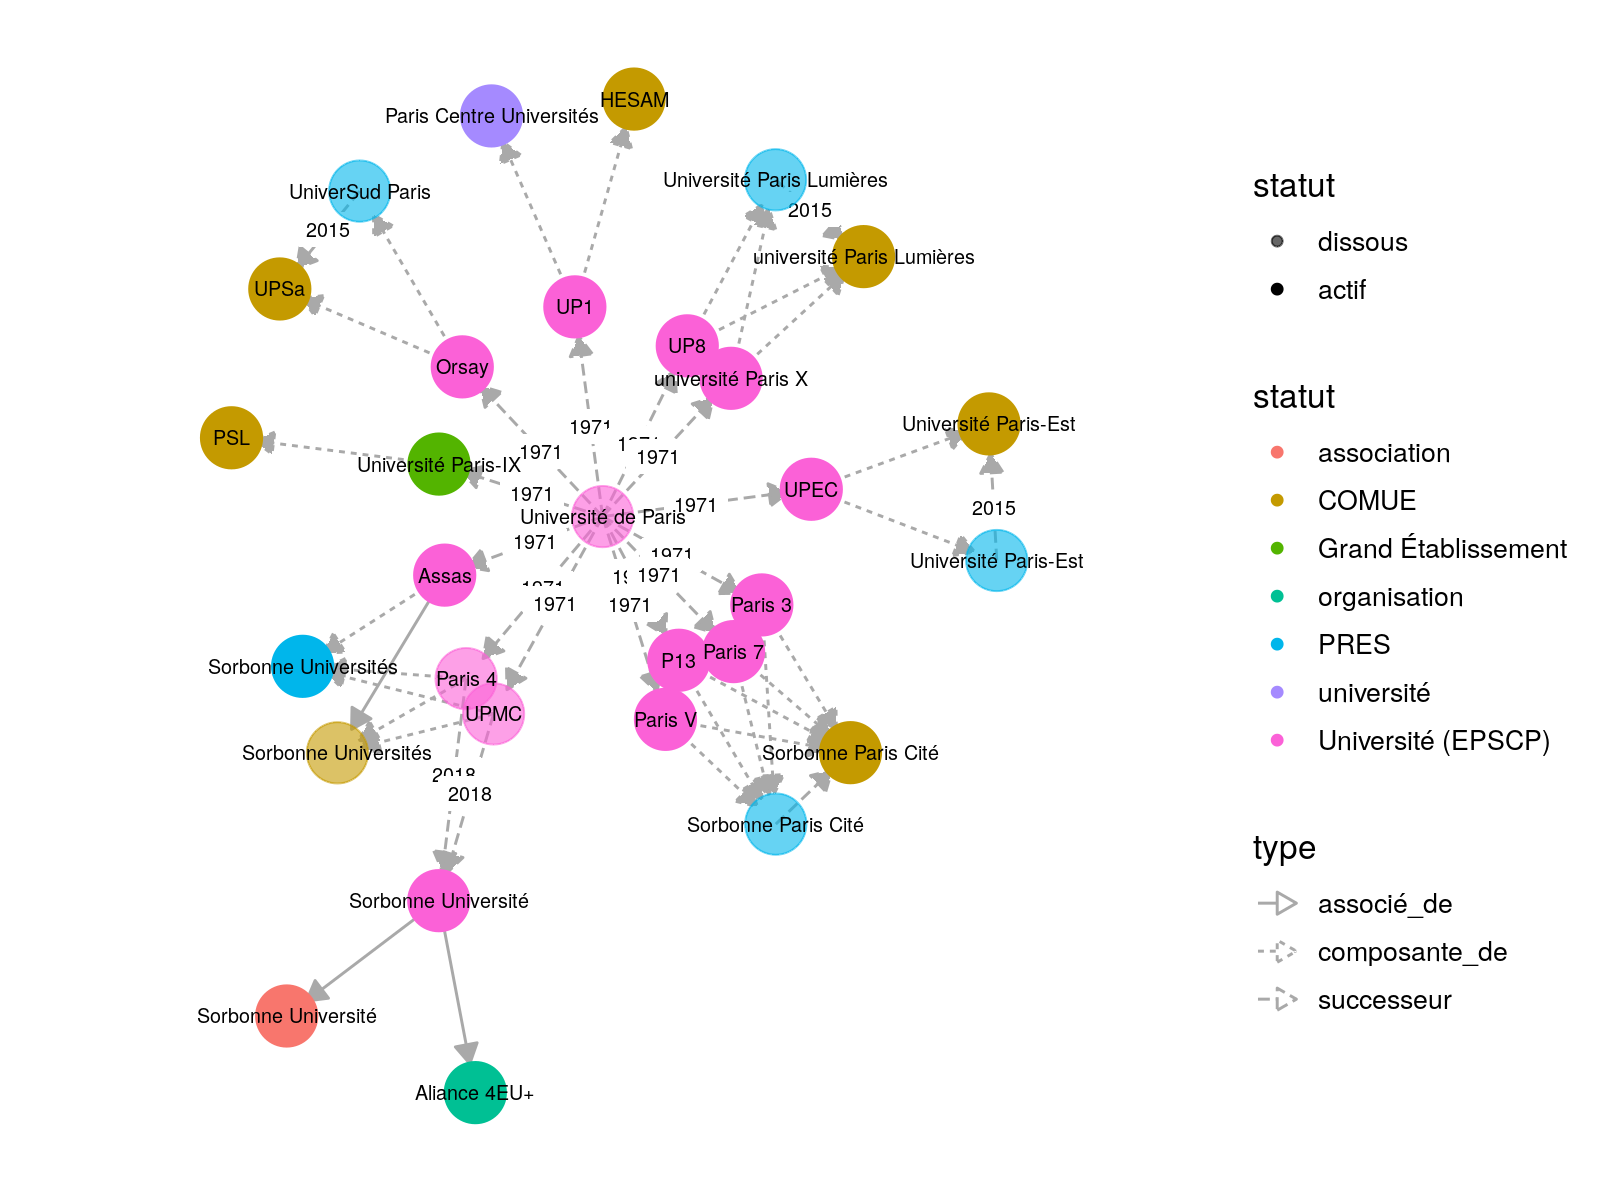 HESAM
Paris Centre Universités
Université Paris Lumières
UniverSud Paris
2015
2015
université Paris Lumières
UPSa
UP1
UP8
Orsay
université Paris X
Université Paris-Est
1971
PSL
1971
1971
Université Paris-IX
UPEC
1971
1971
2015
Université de Paris
1971
Université Paris-Est
1971
1971
Assas
1971
1971
Paris 3
Paris 7
P13
Sorbonne Universités
Paris 4
UPMC
Paris V
Sorbonne Universités
Sorbonne Paris Cité
2018
2018
Sorbonne Paris Cité
Sorbonne Université
Sorbonne Université
Aliance 4EU+
statut
dissous
actif
statut
association
COMUE
Grand Établissement
organisation
PRES
université
Université (EPSCP)
type
associé_de
composante_de
successeur